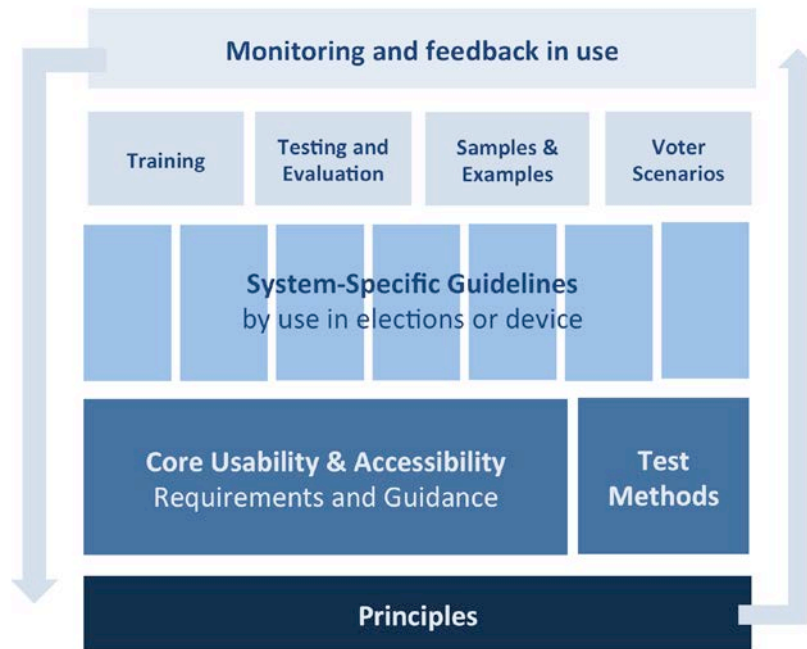 Monitoring and feedback in use
Training
Testing and
Evaluation
Samples &
Examples
Voter
Scenarios
System-Specific Guidelines
by use in elections or device
Core Usability & Accessibility
Requirements and Guidance
Test
Methods
Principles